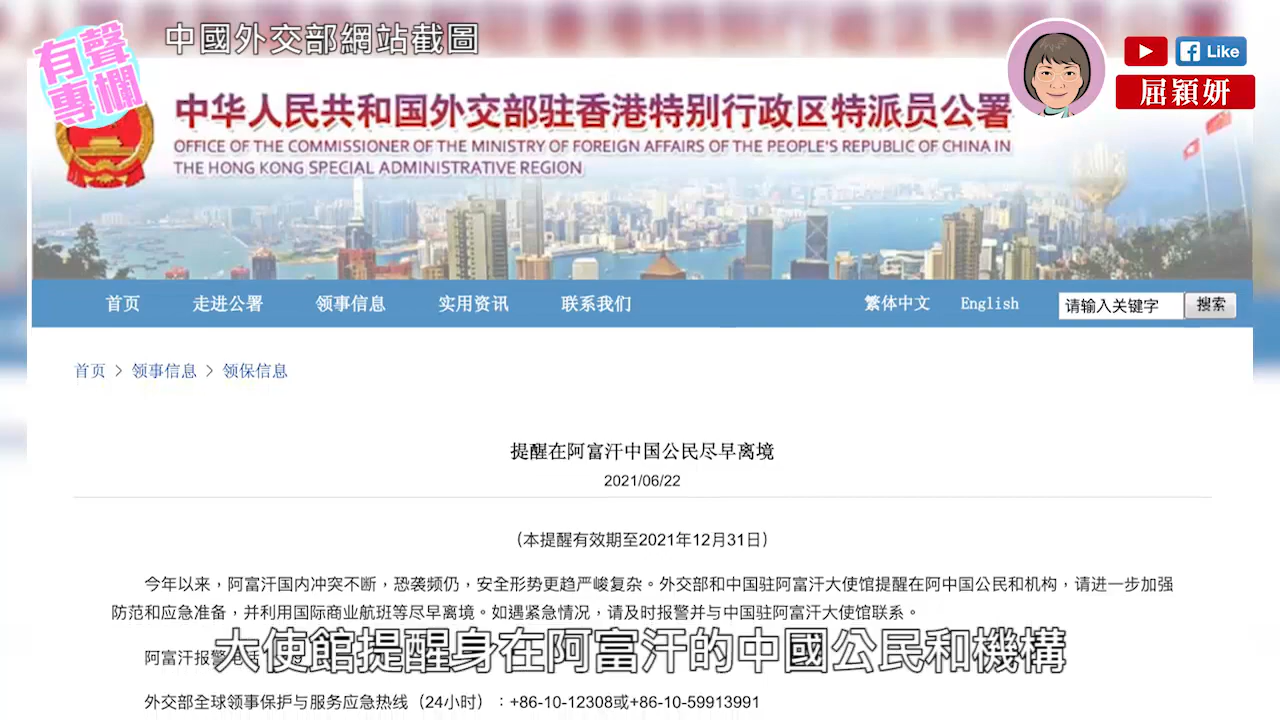 有聲
專欄
中國外交部網站截圖
Like
屈穎妍
中华人民共和国外交部驻香港特别行政区特派员公署
OFFICE OF THE COMMISSIONER OF THE MINISTRY OF FOREIGN AFFAIRS OF THE PEOPLE'S REPUBLIC OF CHINA IN
THE HONG KONG SPECIAL ADMINISTRATIVE REGION
首页 走进公署 领事信息 实用资讯 联系我们 繁体中文 English 请输入关键字 搜索
首页 > 领事信息 > 领保信息
提醒在阿富汗中国公民尽早离境
2021/06/22
（本提醒有效期至2021年12月31日）
今年以来，阿富汗国内冲突不断，恐袭频仍，安全形势更趋严峻复杂。外交部和中国驻阿富汗大使馆提醒在阿中国公民和机构，请进一步加强
防范和应急准备，并利用国际商业航班等尽早离境。如遇紧急情况，请及时报警并与中国驻阿富汗大使馆联系。
阿富汗报警
大使館提醒身在阿富汗的中國公民和機構
外交部全球领事保护与服务应急热线（24小时）：+86-10-12308或+86-10-59913991